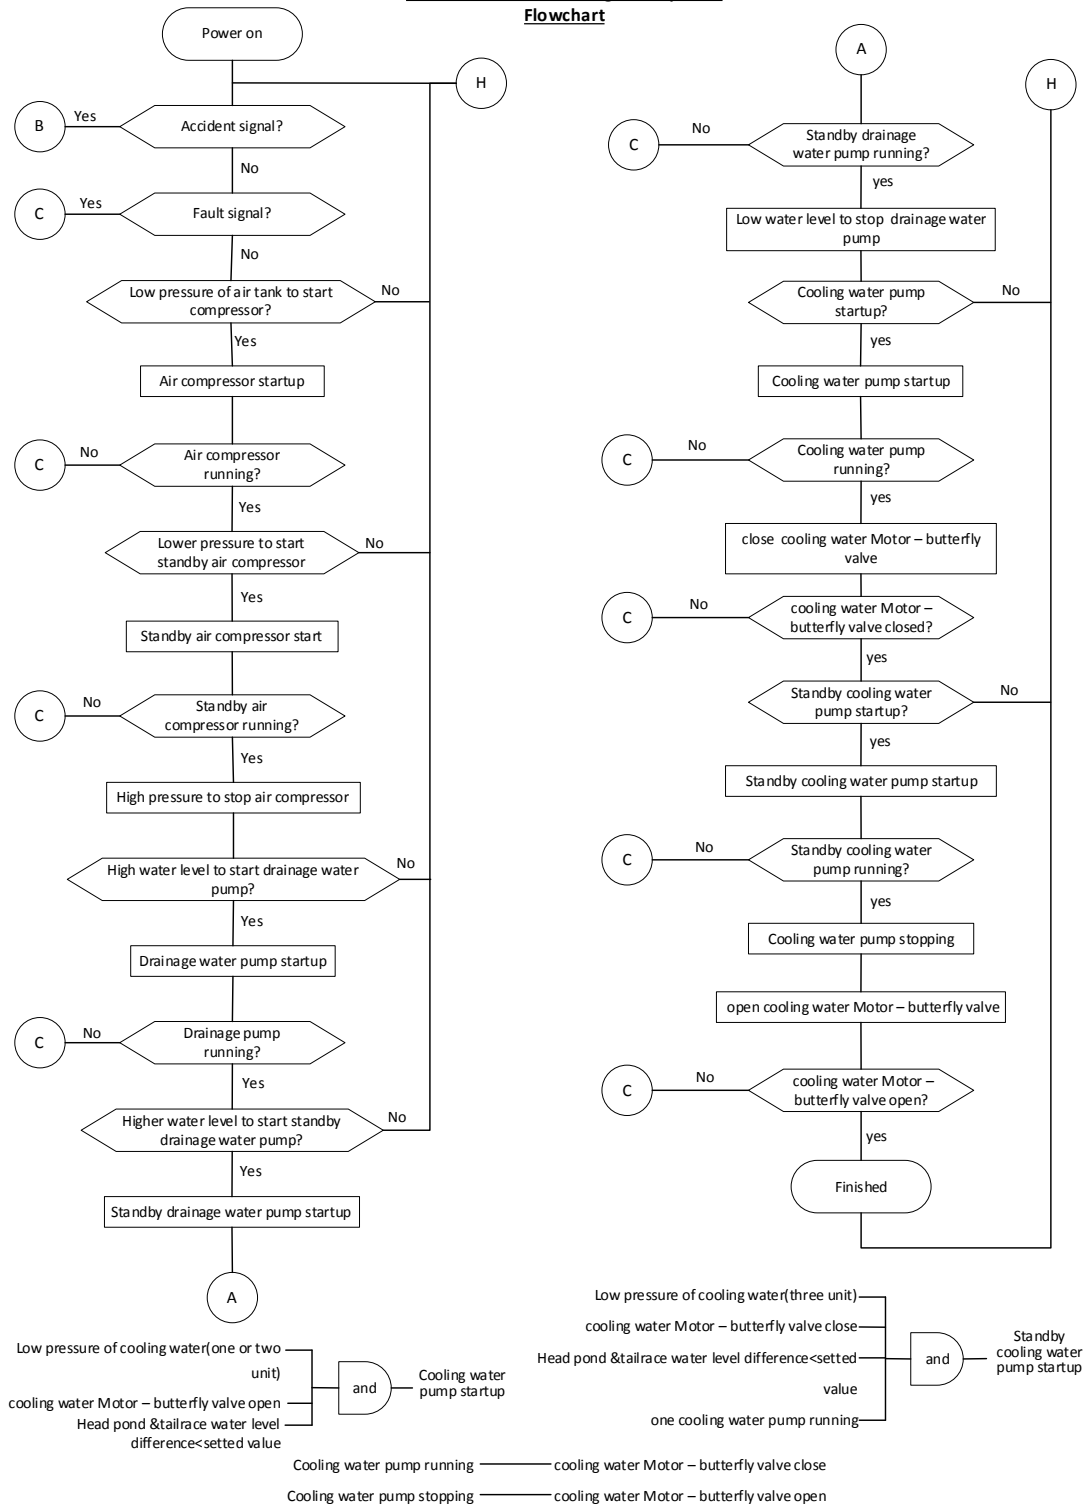 Flowchart
Power on
H
B
Yes
Accident signal?
No
C
Yes
Fault signal?
No
Low pressure of air tank to start
compressor?
No
Yes
Air compressor startup
C
No
Air compressor
running?
Yes
Lower pressure to start
standby air compressor
No
Yes
Standby air compressor start
C
No
Standby air
compressor running?
Yes
High pressure to stop air compressor
High water level to start drainage water
pump?
No
Yes
Drainage water pump startup
C
No
Drainage pump
running?
Yes
Higher water level to start standby
drainage water pump?
No
Yes
Standby drainage water pump startup
A
A
H
C
No
Standby drainage
water pump running?
yes
Low water level to stop drainage water
pump
Cooling water pump
startup?
No
yes
Cooling water pump startup
C
No
Cooling water pump
running?
yes
close cooling water Motor – butterfly
valve
C
No
cooling water Motor –
butterfly valve closed?
yes
Standby cooling water
pump startup?
No
yes
Standby cooling water pump startup
C
No
Standby cooling water
pump running?
yes
Cooling water pump stopping
open cooling water Motor – butterfly valve
C
No
cooling water Motor –
butterfly valve open?
yes
Finished
Low pressure of cooling water(one or two
unit)
cooling water Motor – butterfly valve open
Head pond &tailrace water level
difference<setted value
and
Cooling water
pump startup
Low pressure of cooling water(three unit)
cooling water Motor – butterfly valve close
Head pond &tailrace water level difference<setted
value
one cooling water pump running
and
Standby
cooling water
pump startup
Cooling water pump running
cooling water Motor – butterfly valve close
Cooling water pump stopping
cooling water Motor – butterfly valve open